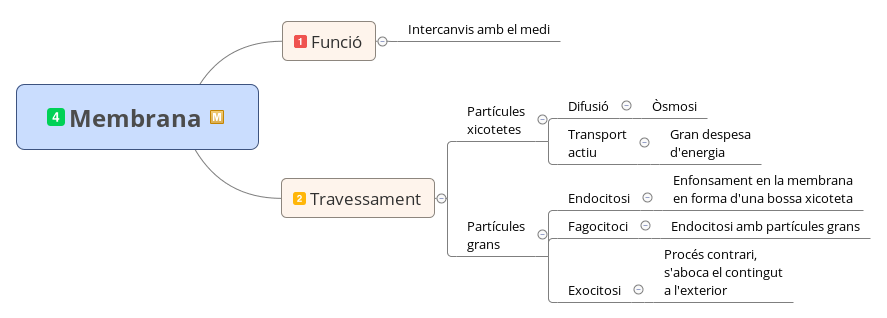 4 Membrana M
1 Funció
Intercanvis amb el medi
2 Travessament
Partícules
xicotetes
Difusió
Òsmosi
Transport
actiu
Gran despesa
d'energia
Partícules
grans
Endocitosi
Enfonsament en la membrana
en forma d'una bossa xicoteta
Fagocitoci
Endocitosi amb partícules grans
Exocitosi
Procés contrari,
s'aboca el contingut
a l'exterior